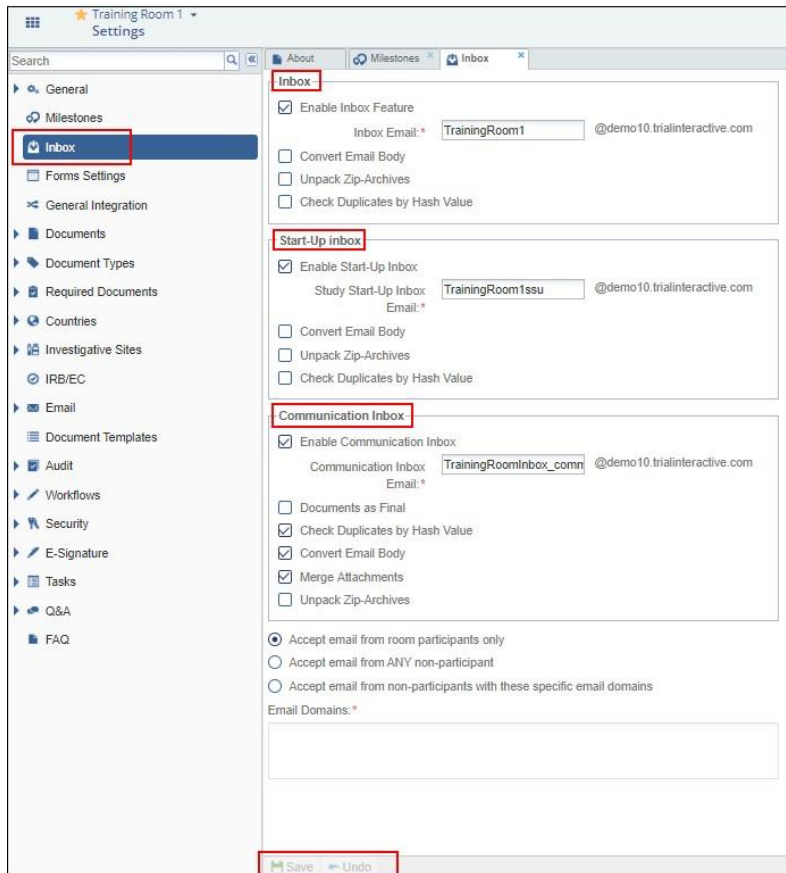 Training Room 1
Settings
Search
General
Milestones
Inbox
Forms Settings
General Integration
Documents
Document Types
Required Documents
Countries
Investigative Sites
IRB/EC
Email
Document Templates
Audit
Workflows
Security
E-Signature
Tasks
Q&A
FAQ
About Milestones Inbox
Inbox
Enable Inbox Feature
Inbox Email:* TrainingRoom1 @demo10.trialinteractive.com
Convert Email Body
Unpack Zip-Archives
Check Duplicates by Hash Value
Start-Up inbox
Enable Start-Up Inbox
Study Start-Up Inbox TrainingRoom1ssu @demo10.trialinteractive.com
Email:*
Convert Email Body
Unpack Zip-Archives
Check Duplicates by Hash Value
Communication Inbox
Enable Communication Inbox
Communication Inbox TrainingRoomInbox_comm @demo10.trialinteractive.com
Email:*
Documents as Final
Check Duplicates by Hash Value
Convert Email Body
Merge Attachments
Unpack Zip-Archives
Accept email from room participants only
Accept email from ANY non-participant
Accept email from non-participants with these specific email domains
Email Domains:*
Save Undo